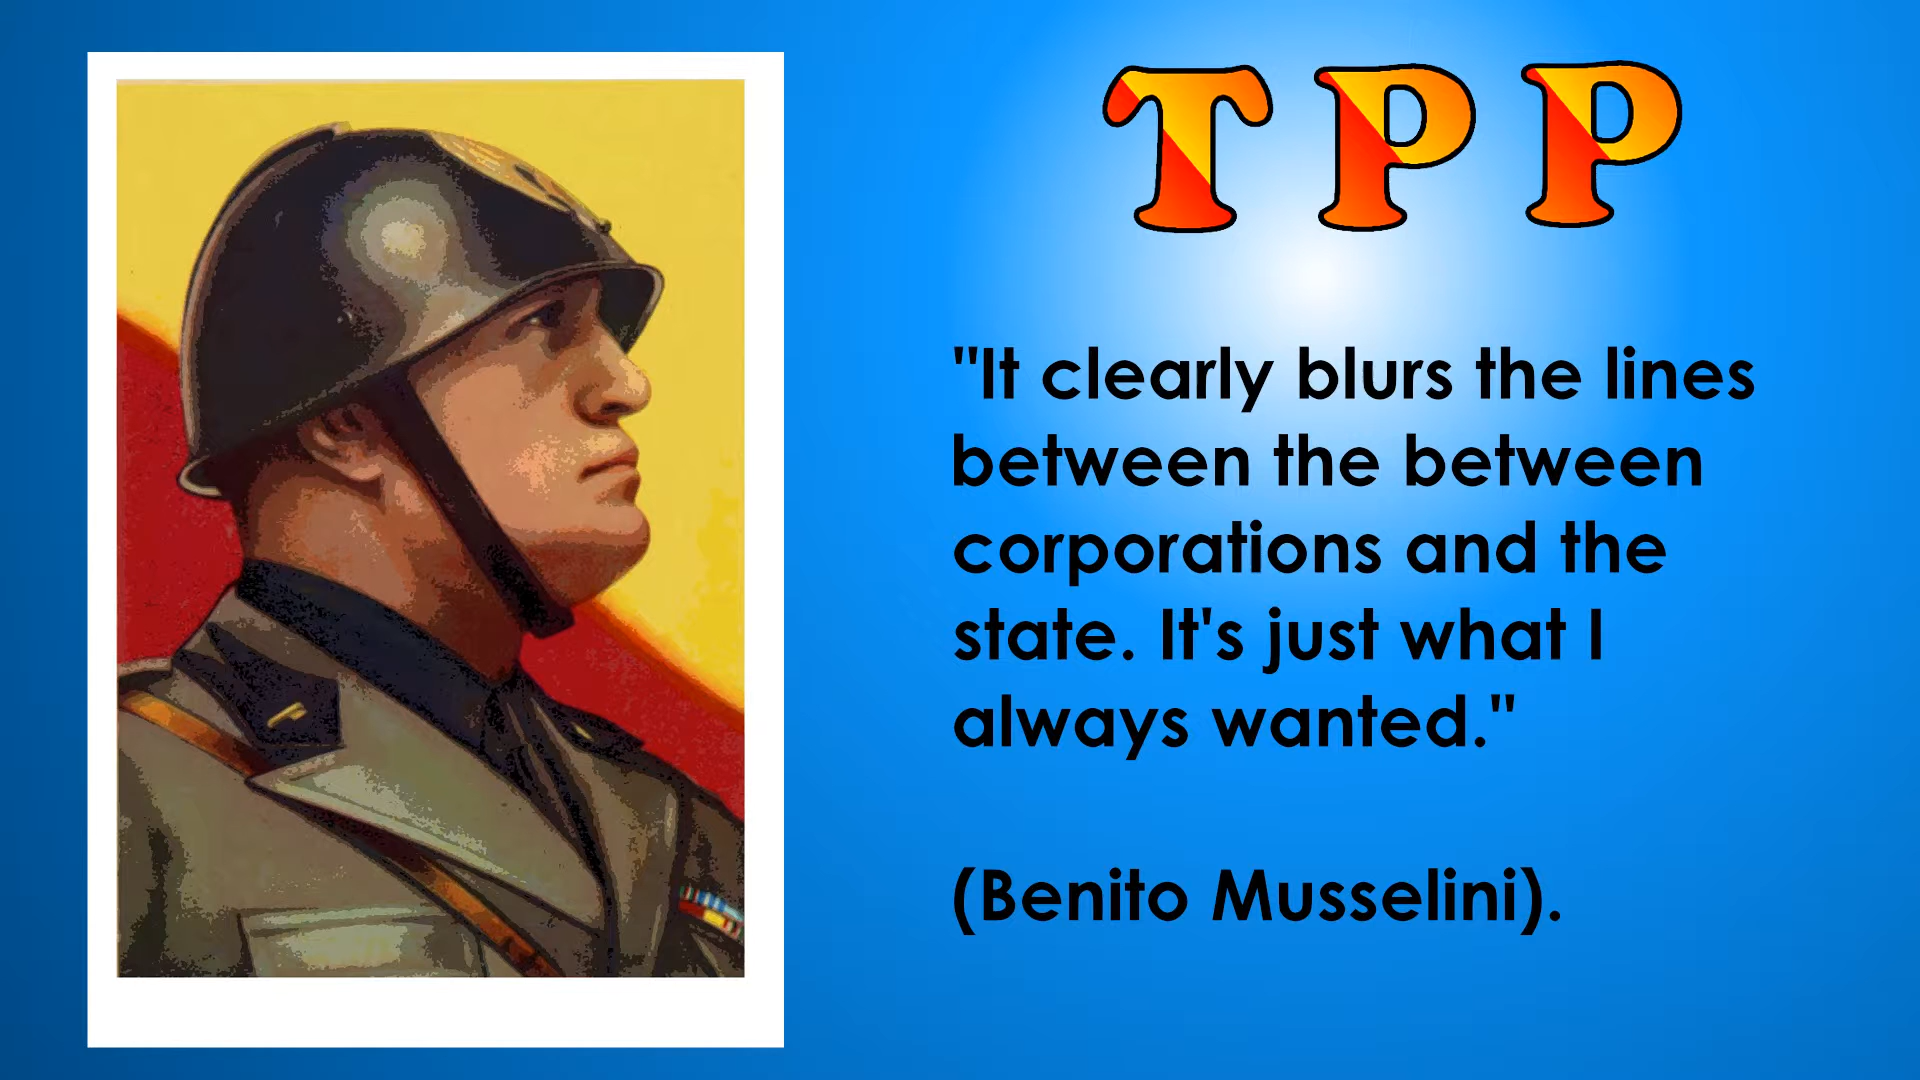 TPP
"It clearly blurs the lines
between the between
corporations and the
state. It's just what I
always wanted."
(Benito Musselini).